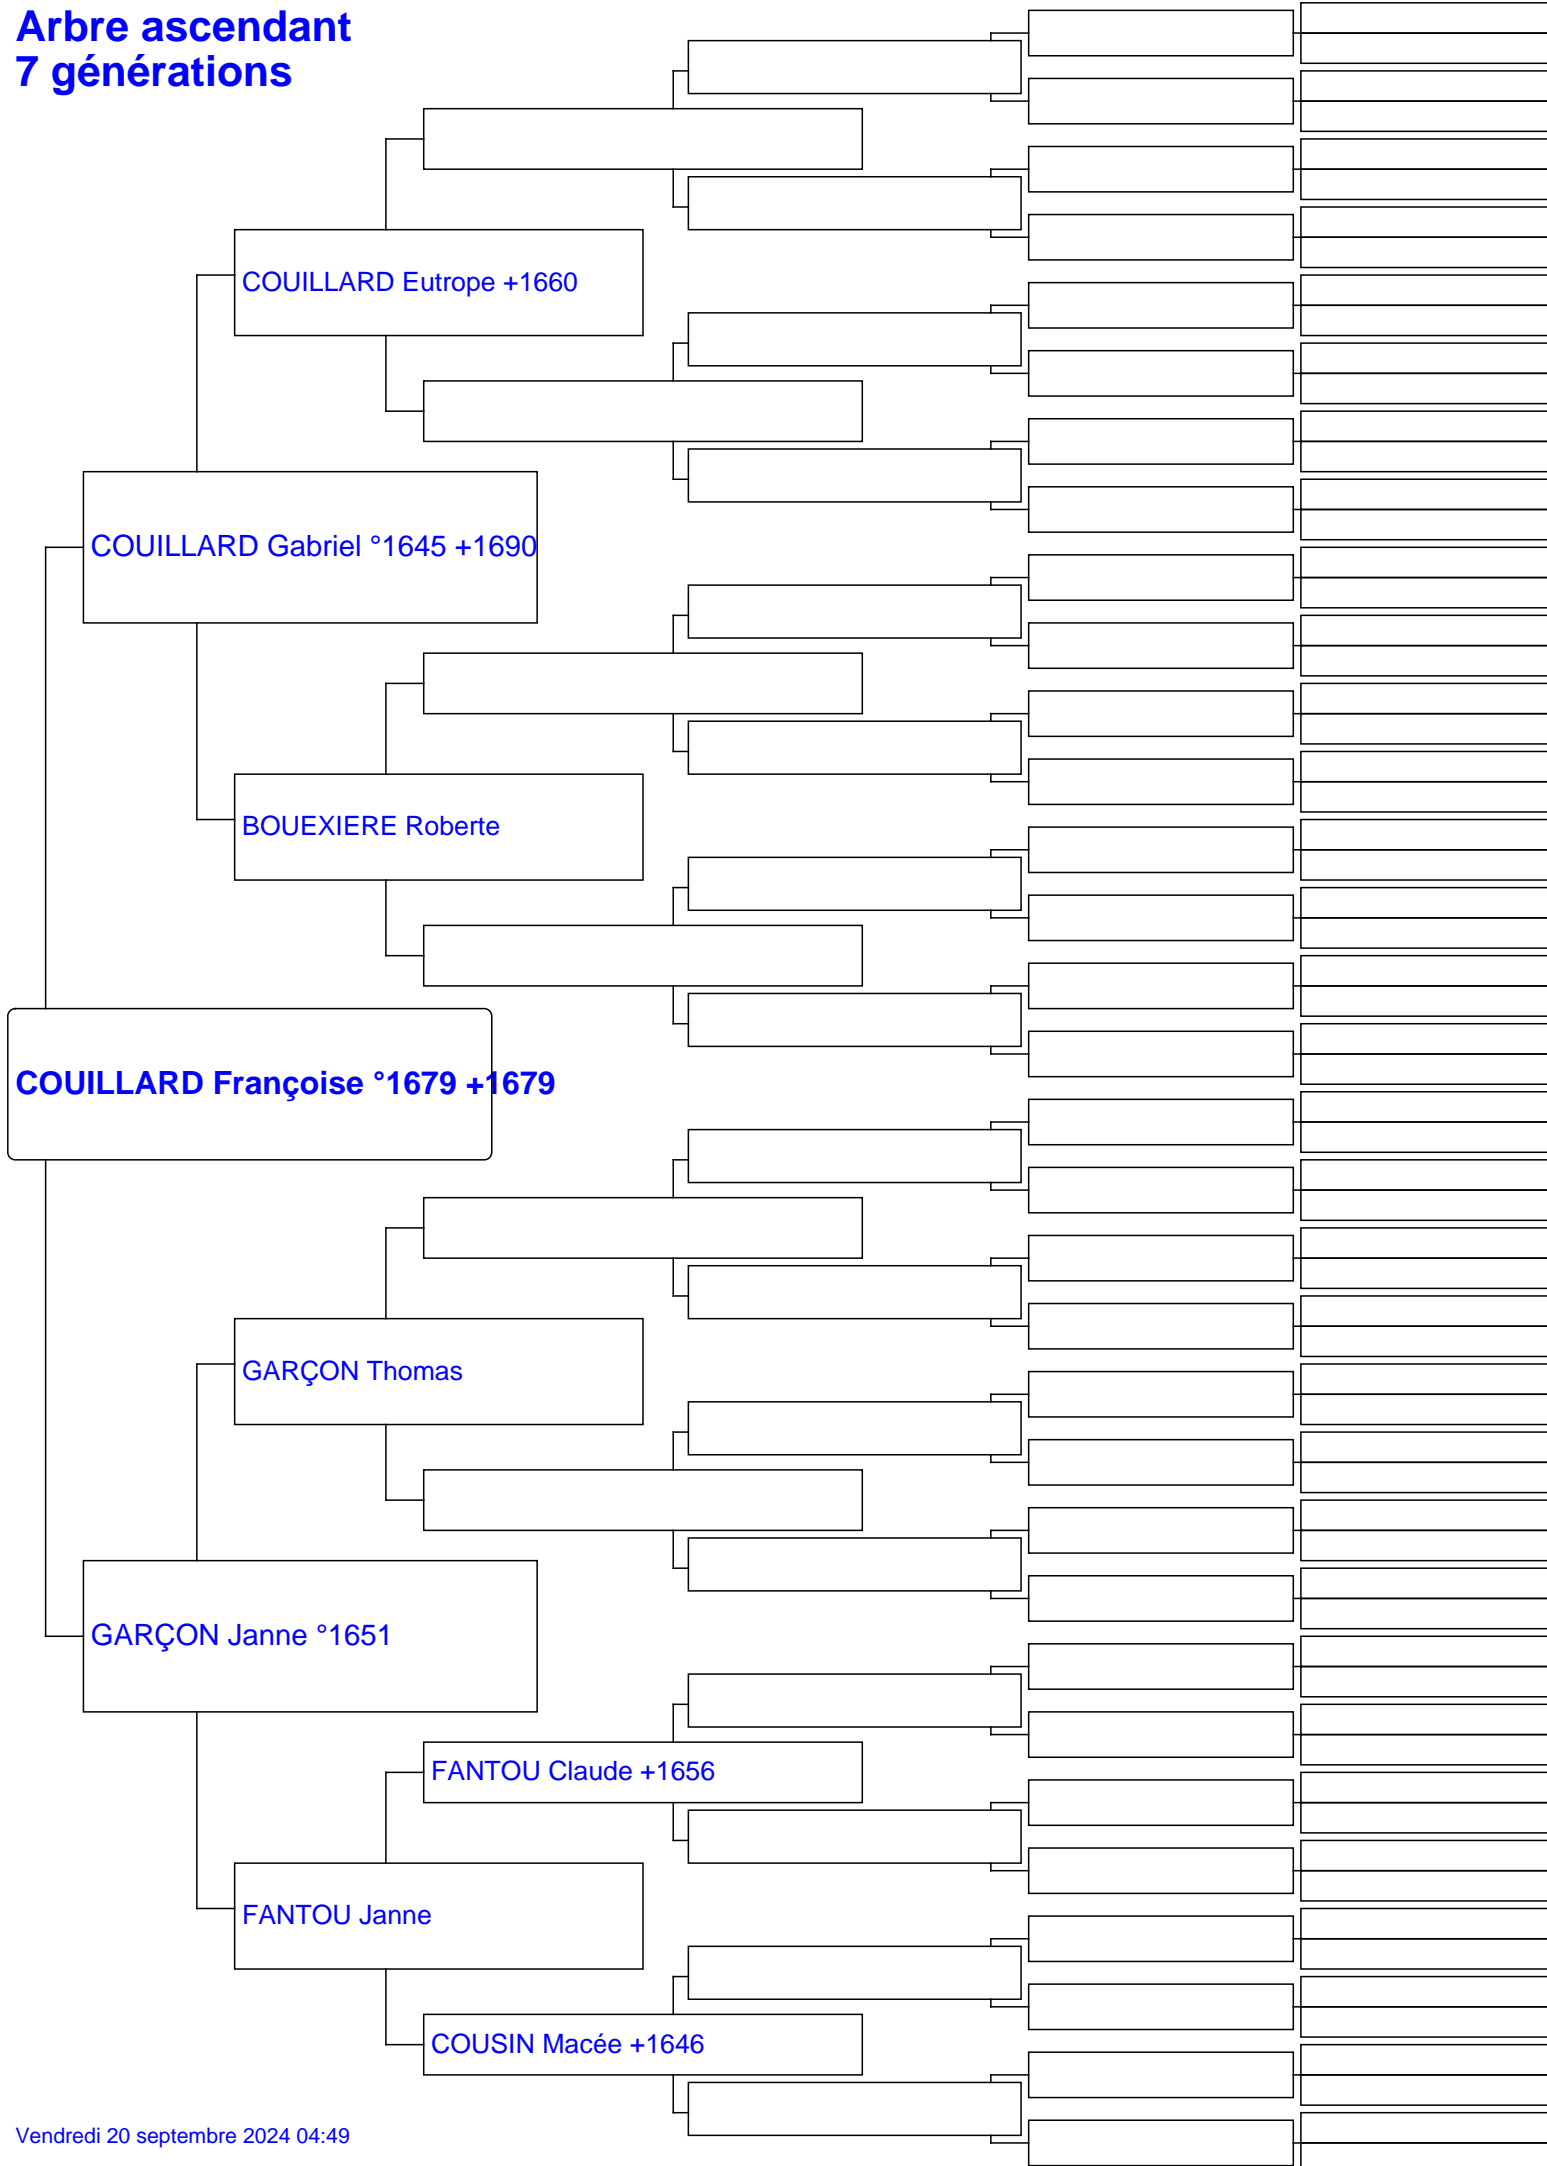 Arbre ascendant
7 générations
COUILLARD Eutrope +1660
COUILLARD Gabriel °1645 +1690
BOUEXIERE Roberte
COUILLARD Françoise °1679 +1679
GARÇON Thomas
GARÇON Janne °1651
FANTOU Claude +1656
FANTOU Janne
COUSIN Macée +1646
Vendredi 20 septembre 2024 04:49